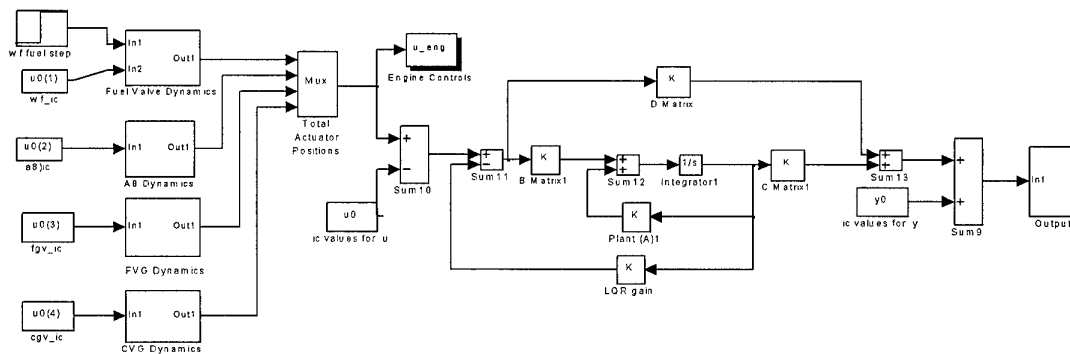 Wf fuel step
u0(1)
Wf_ic
In1
In2
Out1
Fuel Valve Dynamics
u0(2)
a8)ic
In1
Out1
A8 Dynamics
u0(3)
fgv_ic
In1
Out1
FVG Dynamics
u0(4)
cgv_ic
In1
Out1
CVG Dynamics
Mux
Total
Actuator
Positions
u_eng
Engine Controls
+
−
Sum10
u0
ic values for u
+
−
Sum11
K
B Matrix1
K
D Matrix
+
+
Sum12
1/s
Integrator1
K
C Matrix1
K
Plant (A)1
K
LQR gain
+
+
Sum13
y0
ic values for y
+
+
Sum9
In1
Output